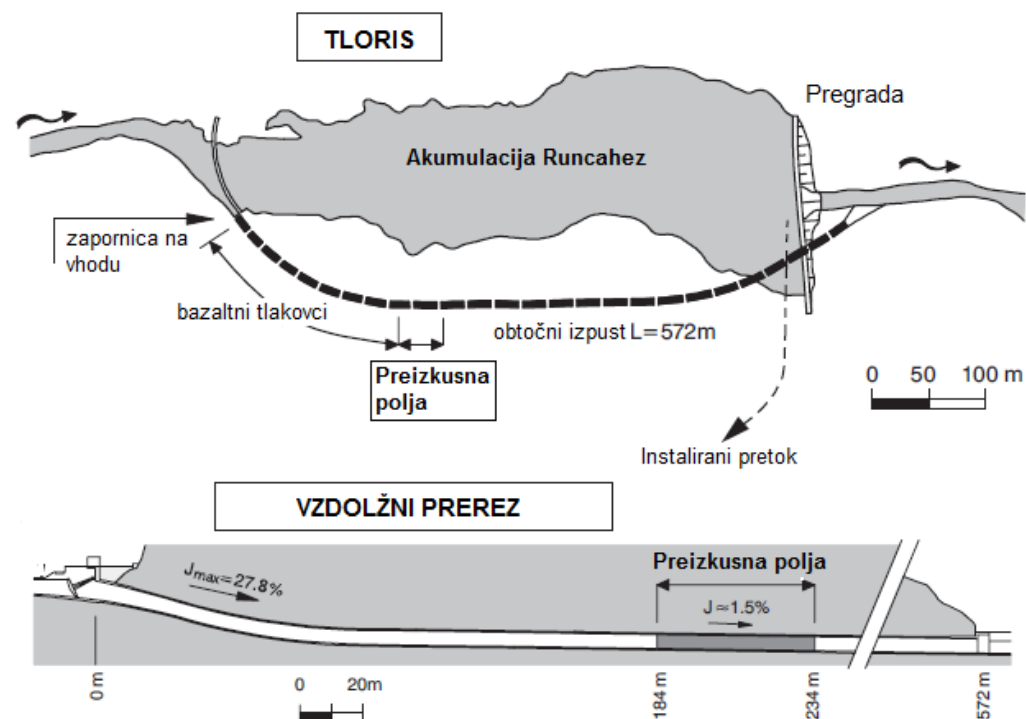 TLORIS
Pregrada
Akumulacija Runcahez
zapornica na
vhodu
bazaltni tlakovci
obtočni izpust L=572m
Preizkusna
polja
0 50 100 m
Instalirani pretok
VZDOLŽNI PREREZ
Preizkusna polja
Jmax=27.8%
J≃1.5%
0 m
0 20m
184 m
234 m
572 m